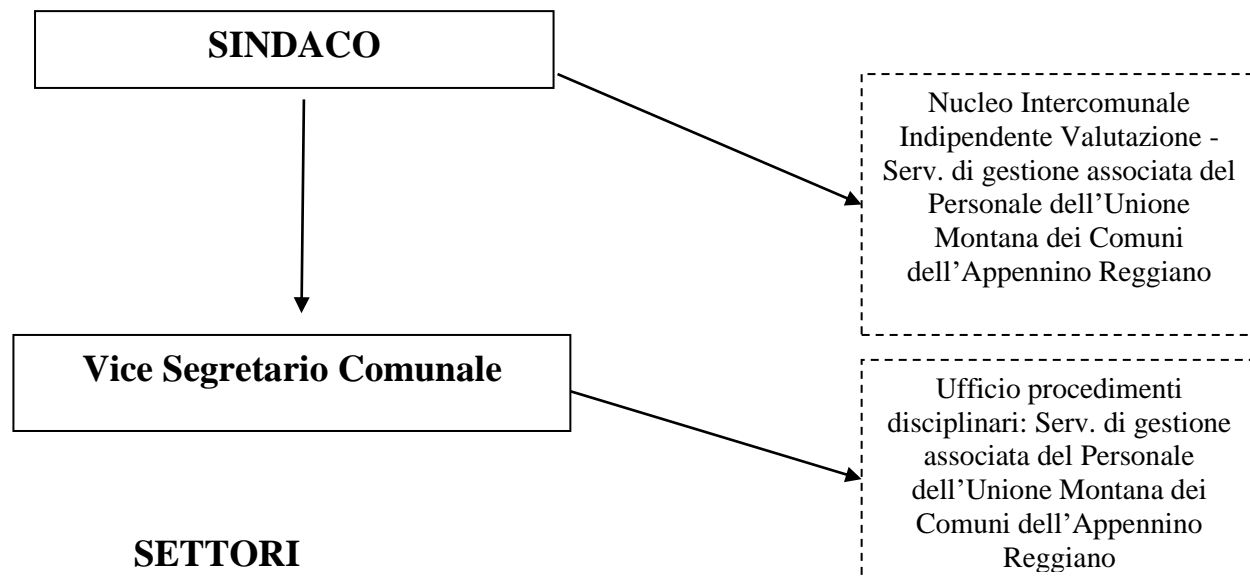 SINDACO
Nucleo Intercomunale
Indipendente Valutazione -
Serv. di gestione associata del
Personale dell’Unione
Montana dei Comuni
dell’Appennino Reggiano
Vice Segretario Comunale
Ufficio procedimenti
disciplinari: Serv. di gestione
associata del Personale
dell’Unione Montana dei
Comuni dell’Appennino
Reggiano
SETTORI